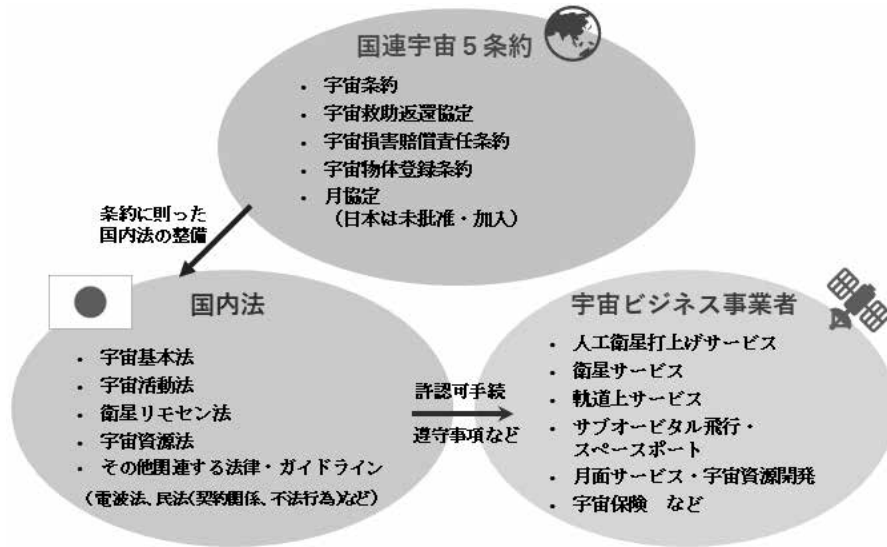 国連宇宙5条約
・ 宇宙条約
・ 宇宙救助返還協定
・ 宇宙損害賠償責任条約
・ 宇宙物体登録条約
・ 月協定
（日本は未批准・加入）
条約に則った
国内法の整備
国内法
・ 宇宙基本法
・ 宇宙活動法
・ 衛星リモセン法
・ 宇宙資源法
・ その他関連する法律・ガイドライン
（電波法、民法（契約関係、不法行為）など）
許認可手続
遵守事項など
宇宙ビジネス事業者
・ 人工衛星打上げサービス
・ 衛星サービス
・ 軌道上サービス
・ サブオービタル飛行・
スペースポート
・ 月面サービス・宇宙資源開発
・ 宇宙保険　など